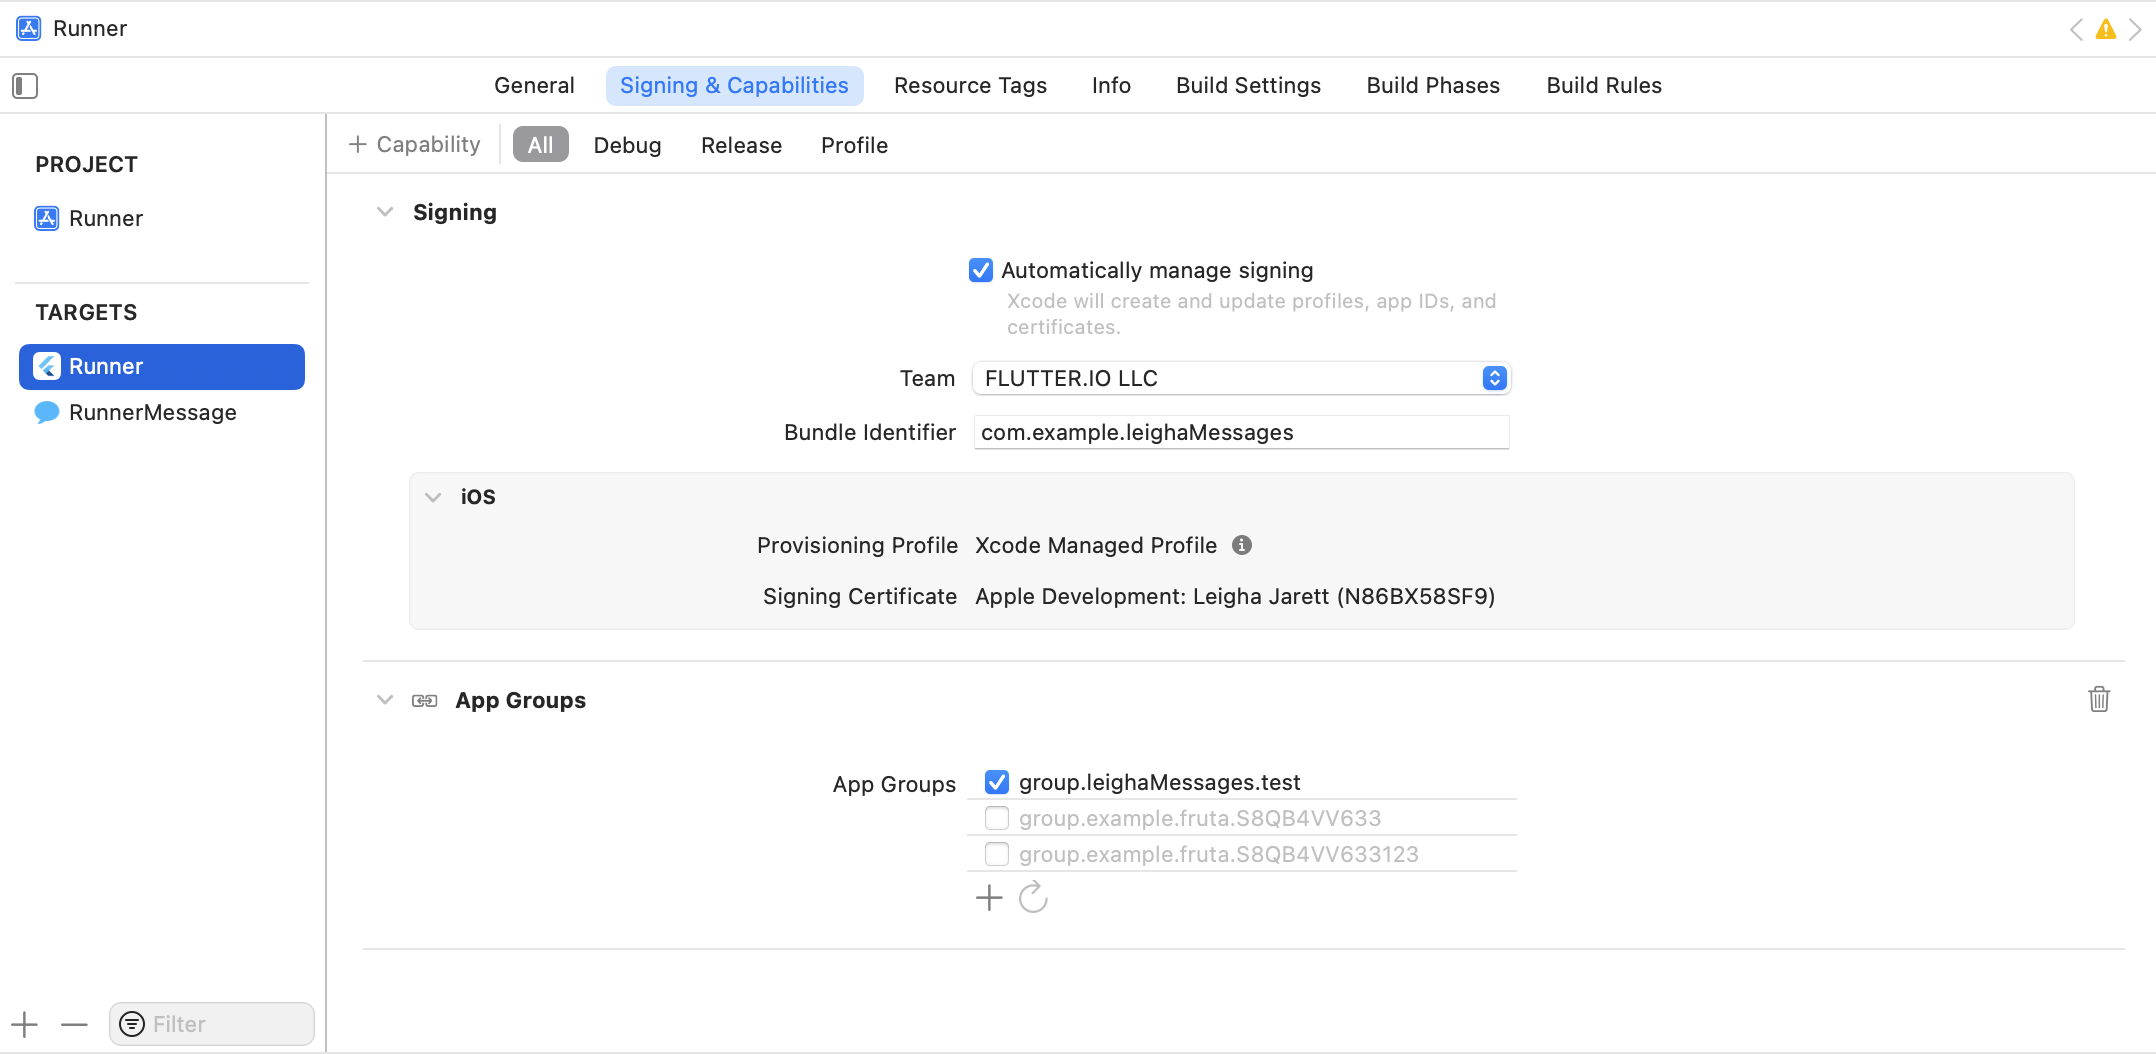 Runner
General Signing & Capabilities Resource Tags Info Build Settings Build Phases Build Rules
PROJECT
Runner
TARGETS
Runner
RunnerMessage
Filter
+ Capability All Debug Release Profile
Signing
Automatically manage signing
Xcode will create and update profiles, app IDs, and
certificates.
Team FLUTTER.IO LLC
Bundle Identifier com.example.leighaMessages
iOS
Provisioning Profile Xcode Managed Profile
Signing Certificate Apple Development: Leigha Jarett (N86BX58SF9)
App Groups
App Groups group.leighaMessages.test
group.example.fruta.S8QB4VV633
group.example.fruta.S8QB4VV633123